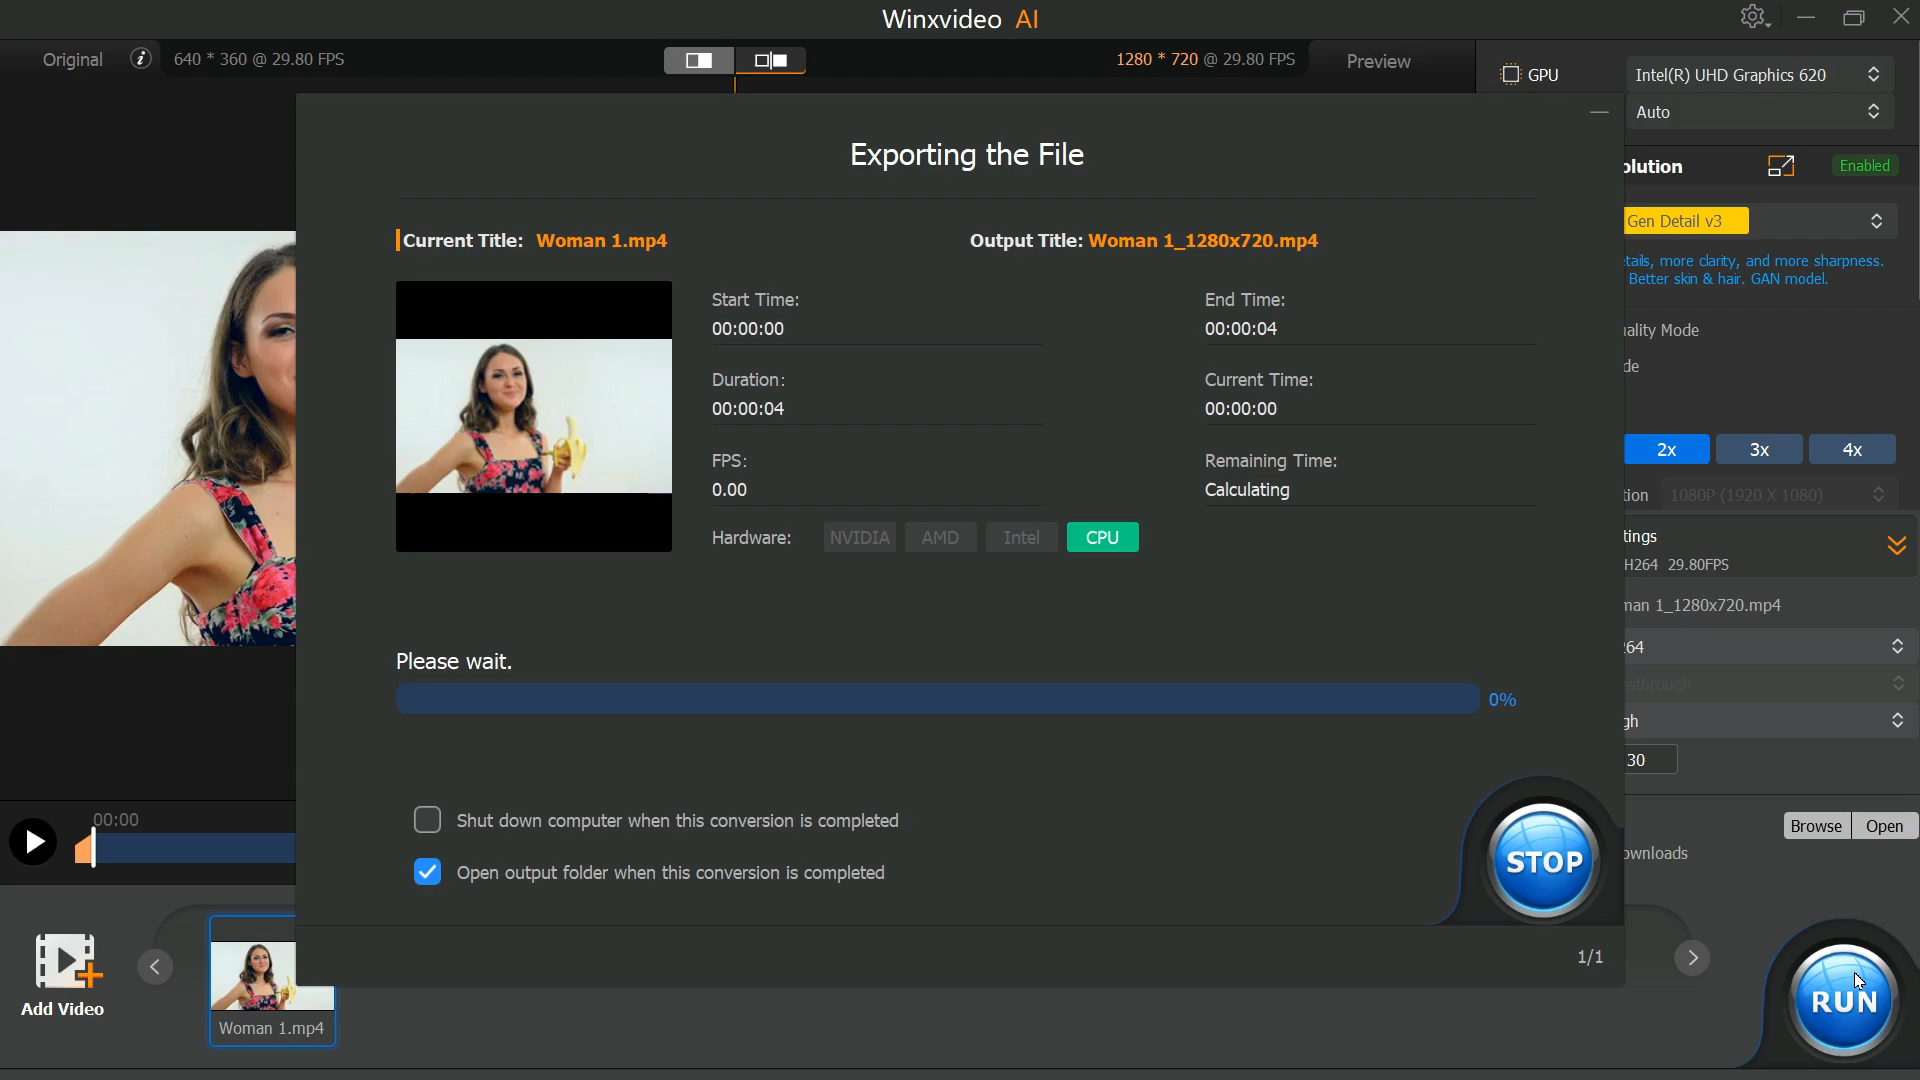 Winxvideo AI
Original
640 * 360 @ 29.80 FPS
1280 * 720 @ 29.80 FPS
Preview
GPU
Intel(R) UHD Graphics 620
Auto
Exporting the File
olution
Enabled
Gen Detail v3
tails, more clarity, and more sharpness.
Better skin & hair. GAN model.
Current Title: Woman 1.mp4
Output Title: Woman 1_1280x720.mp4
Start Time:
00:00:00
End Time:
00:00:04
Duration:
00:00:04
Current Time:
00:00:00
FPS:
0.00
Remaining Time:
Calculating
Hardware:
NVIDIA
AMD
Intel
CPU
ality Mode
de
2x
3x
4x
tion
1080P (1920 X 1080)
tings
H264 29.80FPS
man 1_1280x720.mp4
264
ssthrough
gh
30
Please wait.
0%
Shut down computer when this conversion is completed
Open output folder when this conversion is completed
STOP
1/1
00:00
Browse
Open
ownloads
Add Video
Woman 1.mp4
RUN